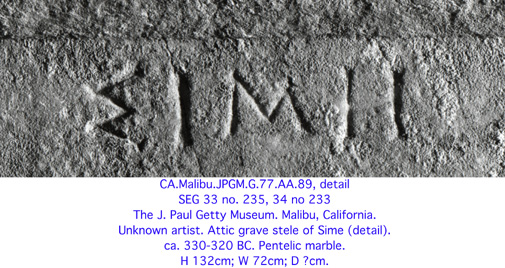 ΣΙΜΗ
CA.Malibu.JPGM.G.77.AA.89, detail
SEG 33 no. 235, 34 no 233
The J. Paul Getty Museum. Malibu, California.
Unknown artist. Attic grave stele of Sime (detail).
ca. 330-320 BC. Pentelic marble.
H 132cm; W 72cm; D ?cm.